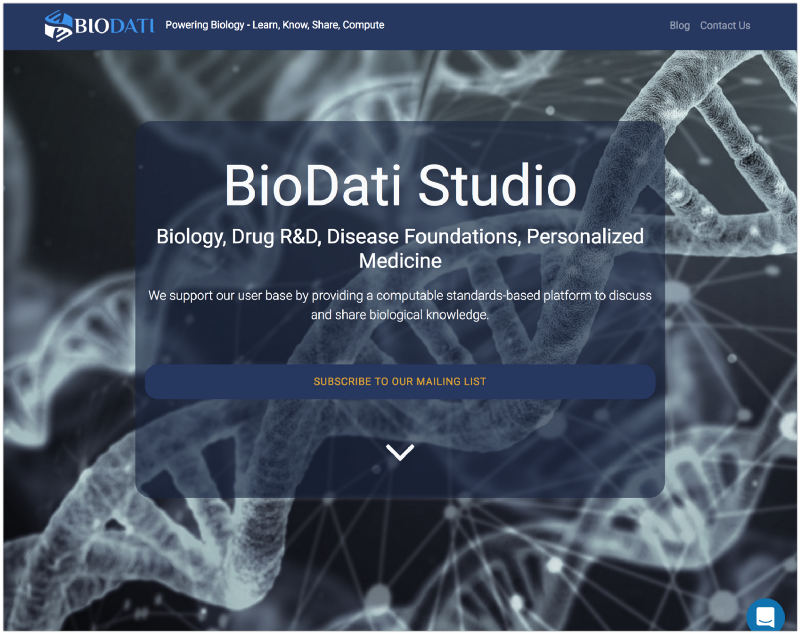 BIODATI Powering Biology - Learn, Know, Share, Compute Blog Contact Us
BioDati Studio
Biology, Drug R&D, Disease Foundations, Personalized
Medicine
We support our user base by providing a computable standards-based platform to discuss
and share biological knowledge.
SUBSCRIBE TO OUR MAILING LIST